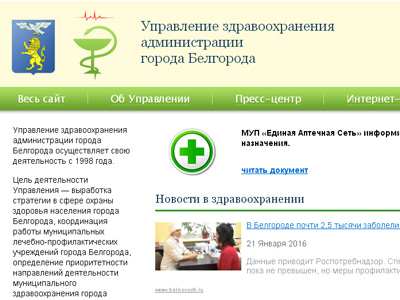 Управление здравоохранения
администрации
города Белгорода
Весь сайт
Об Управлении
Пресс-центр
Интернет-
Управление здравоохранения
администрации города
Белгорода осуществляет свою
деятельность с 1998 года.
Цель деятельности
Управления — выработка
стратегии в сфере охраны
здоровья населения города
Белгорода, координация
работы муниципальных
лечебно-профилактических
учреждений города Белгорода,
определение приоритетности
направлений деятельности
муниципального
здравоохранения города
МУП «Единая Аптечная Сеть» информи
назначения.
читать документ
Новости в здравоохранении
В Белгороде почти 2,5 тысячи заболели
21 Января 2016
Данные приводит Роспотребнадзор. Спе
пока не превышен, но меры профилакти
www.belnovosti.ru